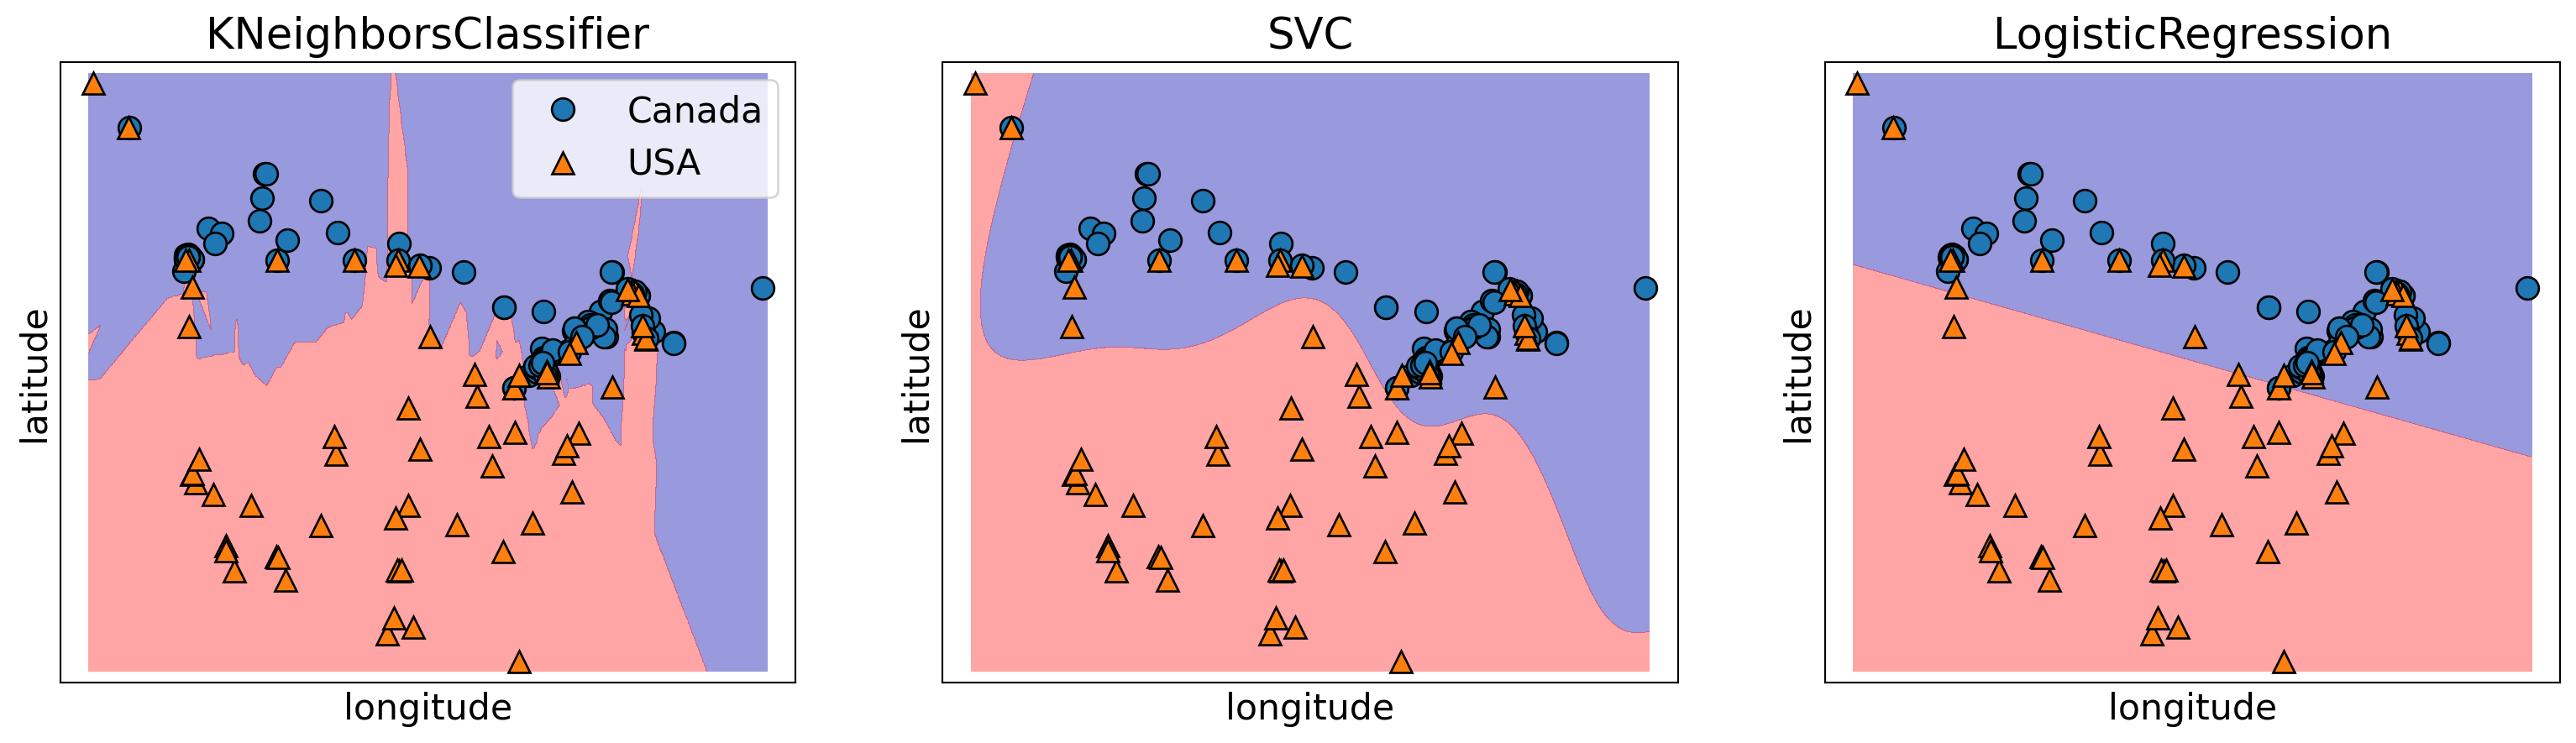 KNeighborsClassifier
Canada
USA
latitude
longitude
SVC
latitude
longitude
LogisticRegression
latitude
longitude